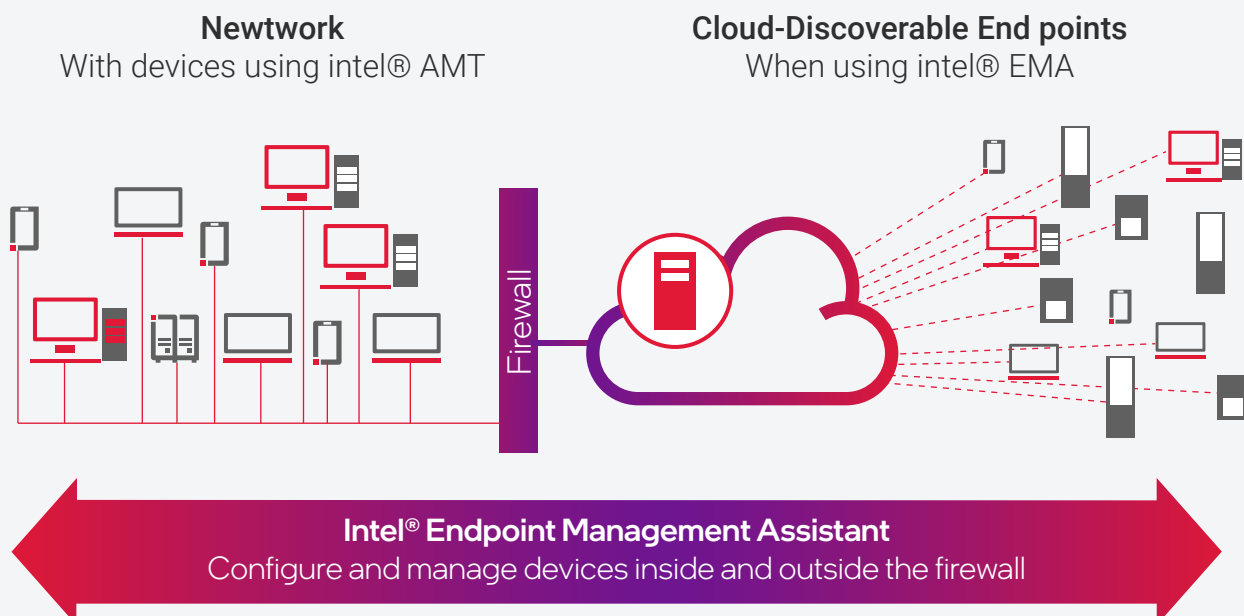 Newtwork
With devices using intel® AMT
Cloud-Discoverable End points
When using intel® EMA
Firewall
Intel® Endpoint Management Assistant
Configure and manage devices inside and outside the firewall